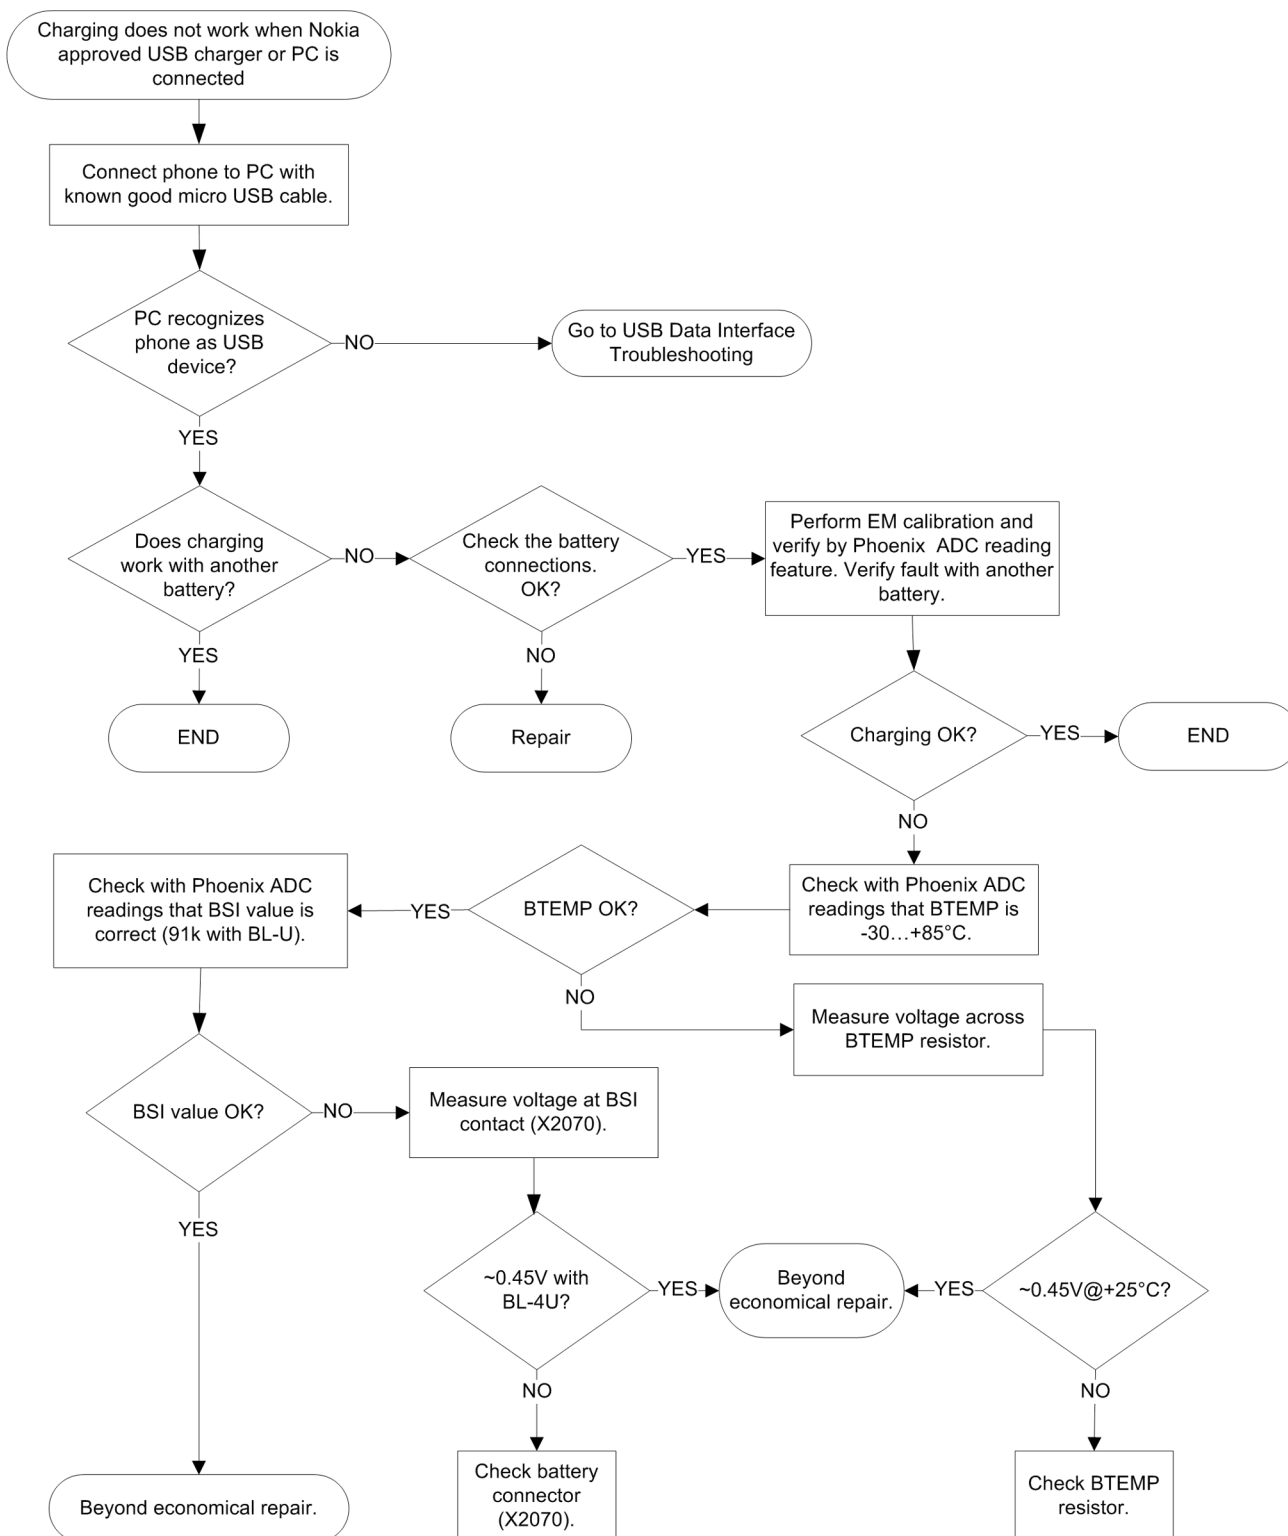 Charging does not work when Nokia
approved USB charger or PC is
connected
Connect phone to PC with
known good micro USB cable.
PC recognizes
phone as USB
device?
NO
Go to USB Data Interface
Troubleshooting
YES
Does charging
work with another
battery?
NO
Check the battery
connections.
OK?
YES
Perform EM calibration and
verify by Phoenix  ADC reading
feature. Verify fault with another
battery.
YES
NO
END
Repair
Charging OK?
YES
END
NO
Check with Phoenix ADC
readings that BTEMP is
-30…+85°C.
BTEMP OK?
YES
Check with Phoenix ADC
readings that BSI value is
correct (91k with BL-U).
NO
Measure voltage across
BTEMP resistor.
BSI value OK?
NO
Measure voltage at BSI
contact (X2070).
YES
~0.45V with
BL-4U?
YES
Beyond
economical repair.
YES
~0.45V@+25°C?
NO
NO
Beyond economical repair.
Check battery
connector
(X2070).
Check BTEMP
resistor.